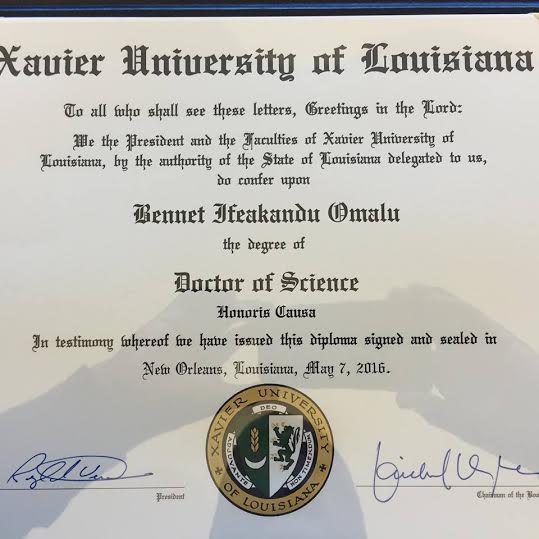 Xavier University of Louisiana
To all who shall see these letters, Greetings in the Lord:
We the President and the Faculties of Xavier University of
Louisiana, by the authority of the State of Louisiana delegated to us,
do confer upon
Bennet Ifeakandu Omalu
the degree of
Doctor of Science
Honoris Causa
In testimony whereof we have issued this diploma signed and sealed in
New Orleans, Louisiana, May 7, 2016.
XAVIER UNIVERSITY
DEO
ADJUVANTE NON TIMENDUM
OF LOUISIANA
President
Chairman of the Boa